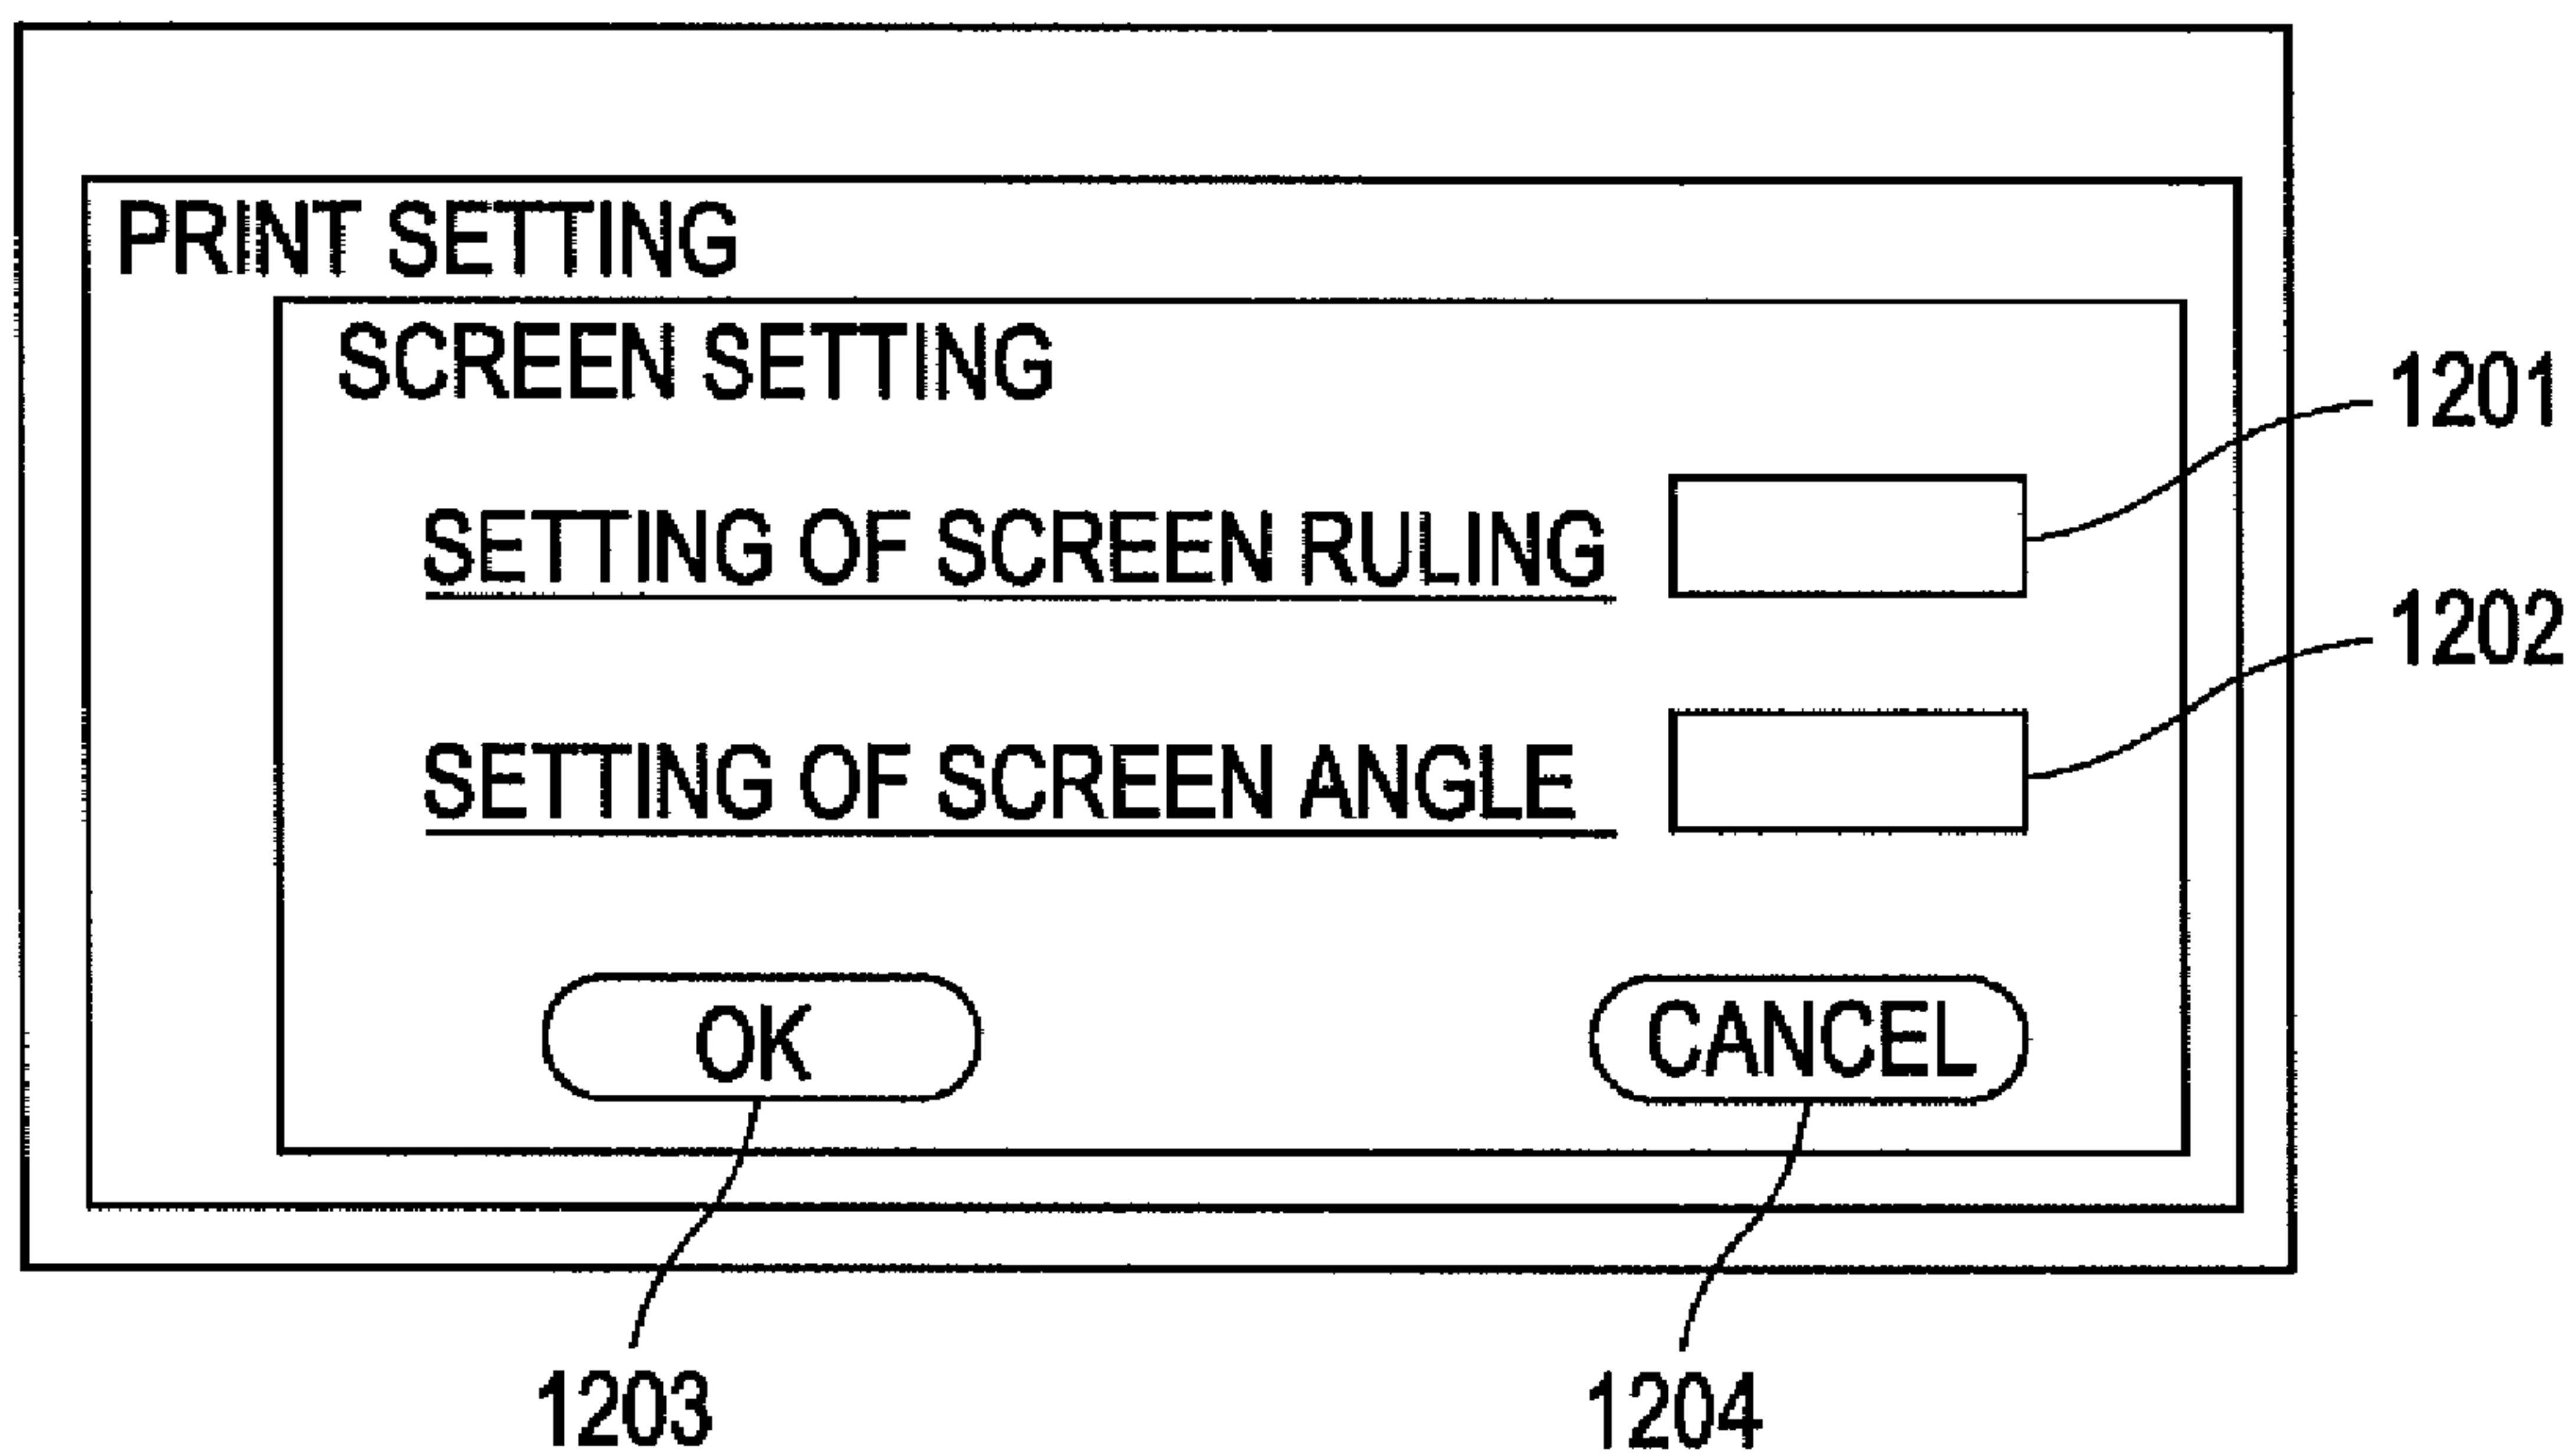 PRINT SETTING
SCREEN SETTING
1201
SETTING OF SCREEN RULING
1202
SETTING OF SCREEN ANGLE
OK
CANCEL
1203
1204